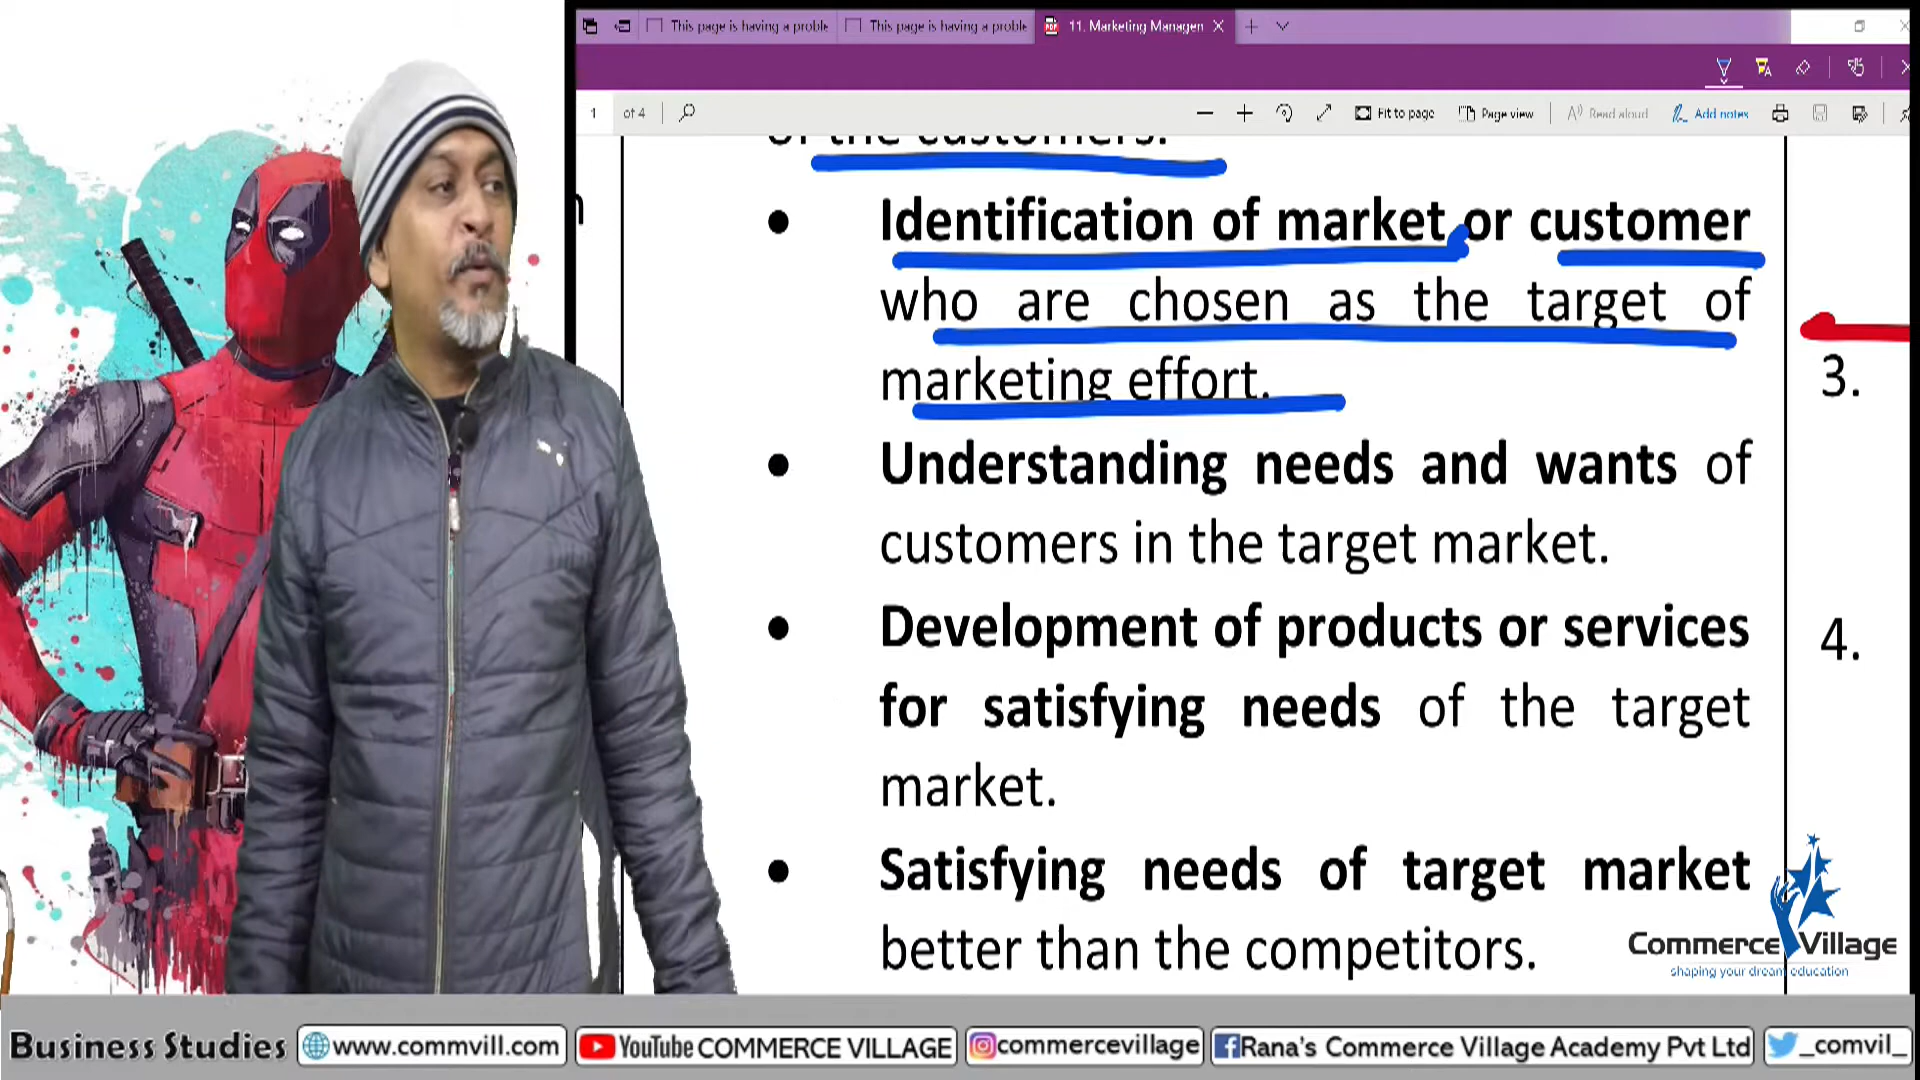 This page is having a proble
This page is having a proble
11. Marketing Managen
1 of 4
Fit to page
Page view
Read aloud
Add notes
of the customers.
• Identification of market or customer
who are chosen as the target of
marketing effort.
• Understanding needs and wants of
customers in the target market.
• Development of products or services
for satisfying needs of the target
market.
• Satisfying needs of target market
better than the competitors.
3.
4.
Commerce Village
shaping your dream education
Business Studies
www.commvill.com
YouTube COMMERCE VILLAGE
commercevillage
Rana's Commerce Village Academy Pvt Ltd
_comvil_